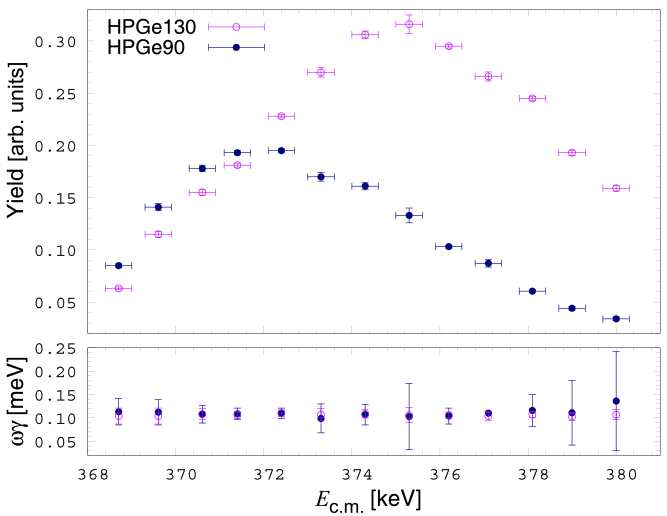 HPGe130
HPGe90
Yield [arb. units]
0.30
0.25
0.20
0.15
0.10
0.05
ωγ [meV]
0.25
0.20
0.15
0.10
0.05
368 370 372 374 376 378 380
E c.m. [keV]